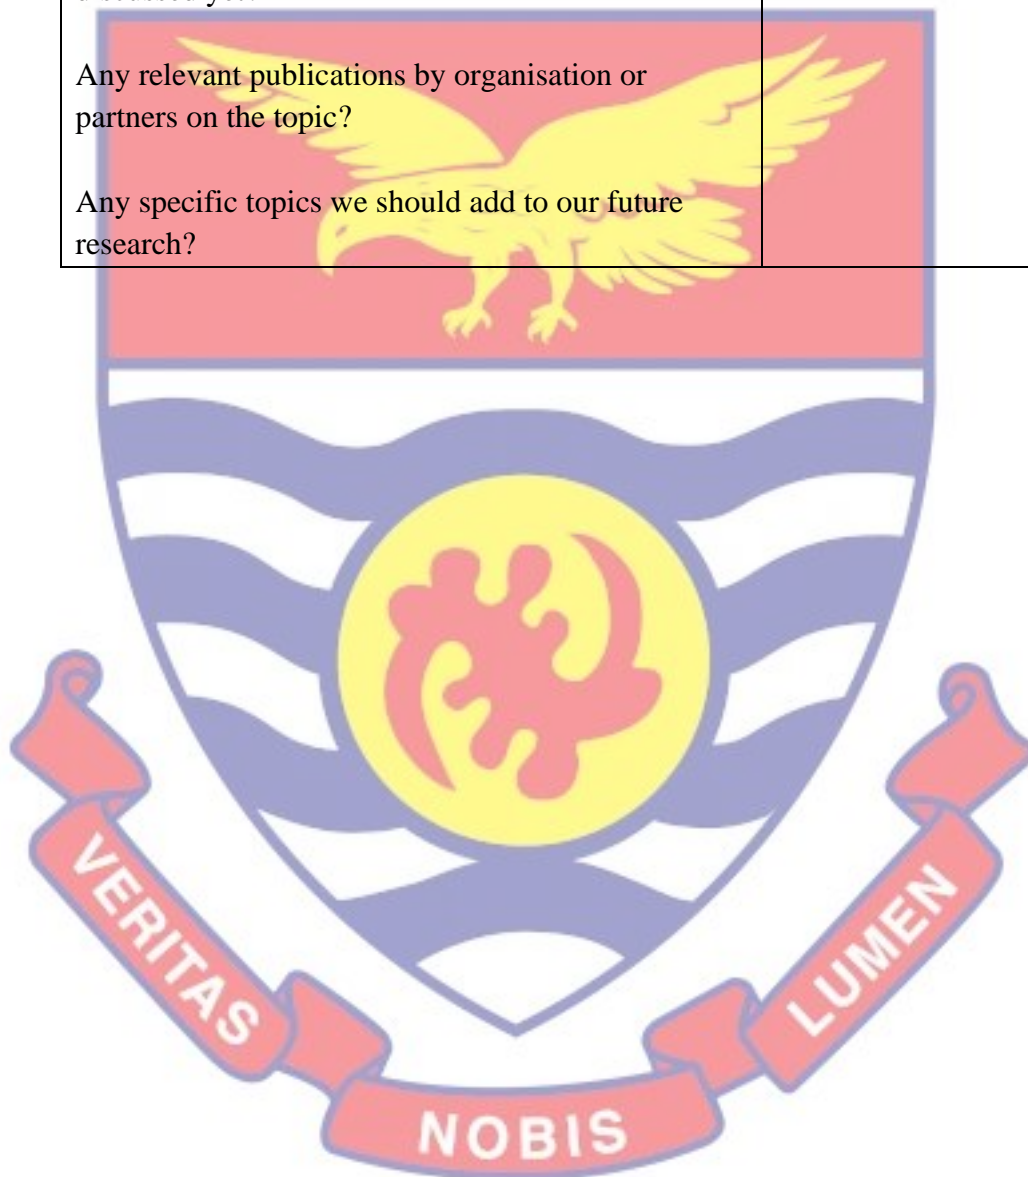 Any relevant publications by organisation or
partners on the topic?
Any specific topics we should add to our future
research?
VERITAS
NOBIS
LUMEN